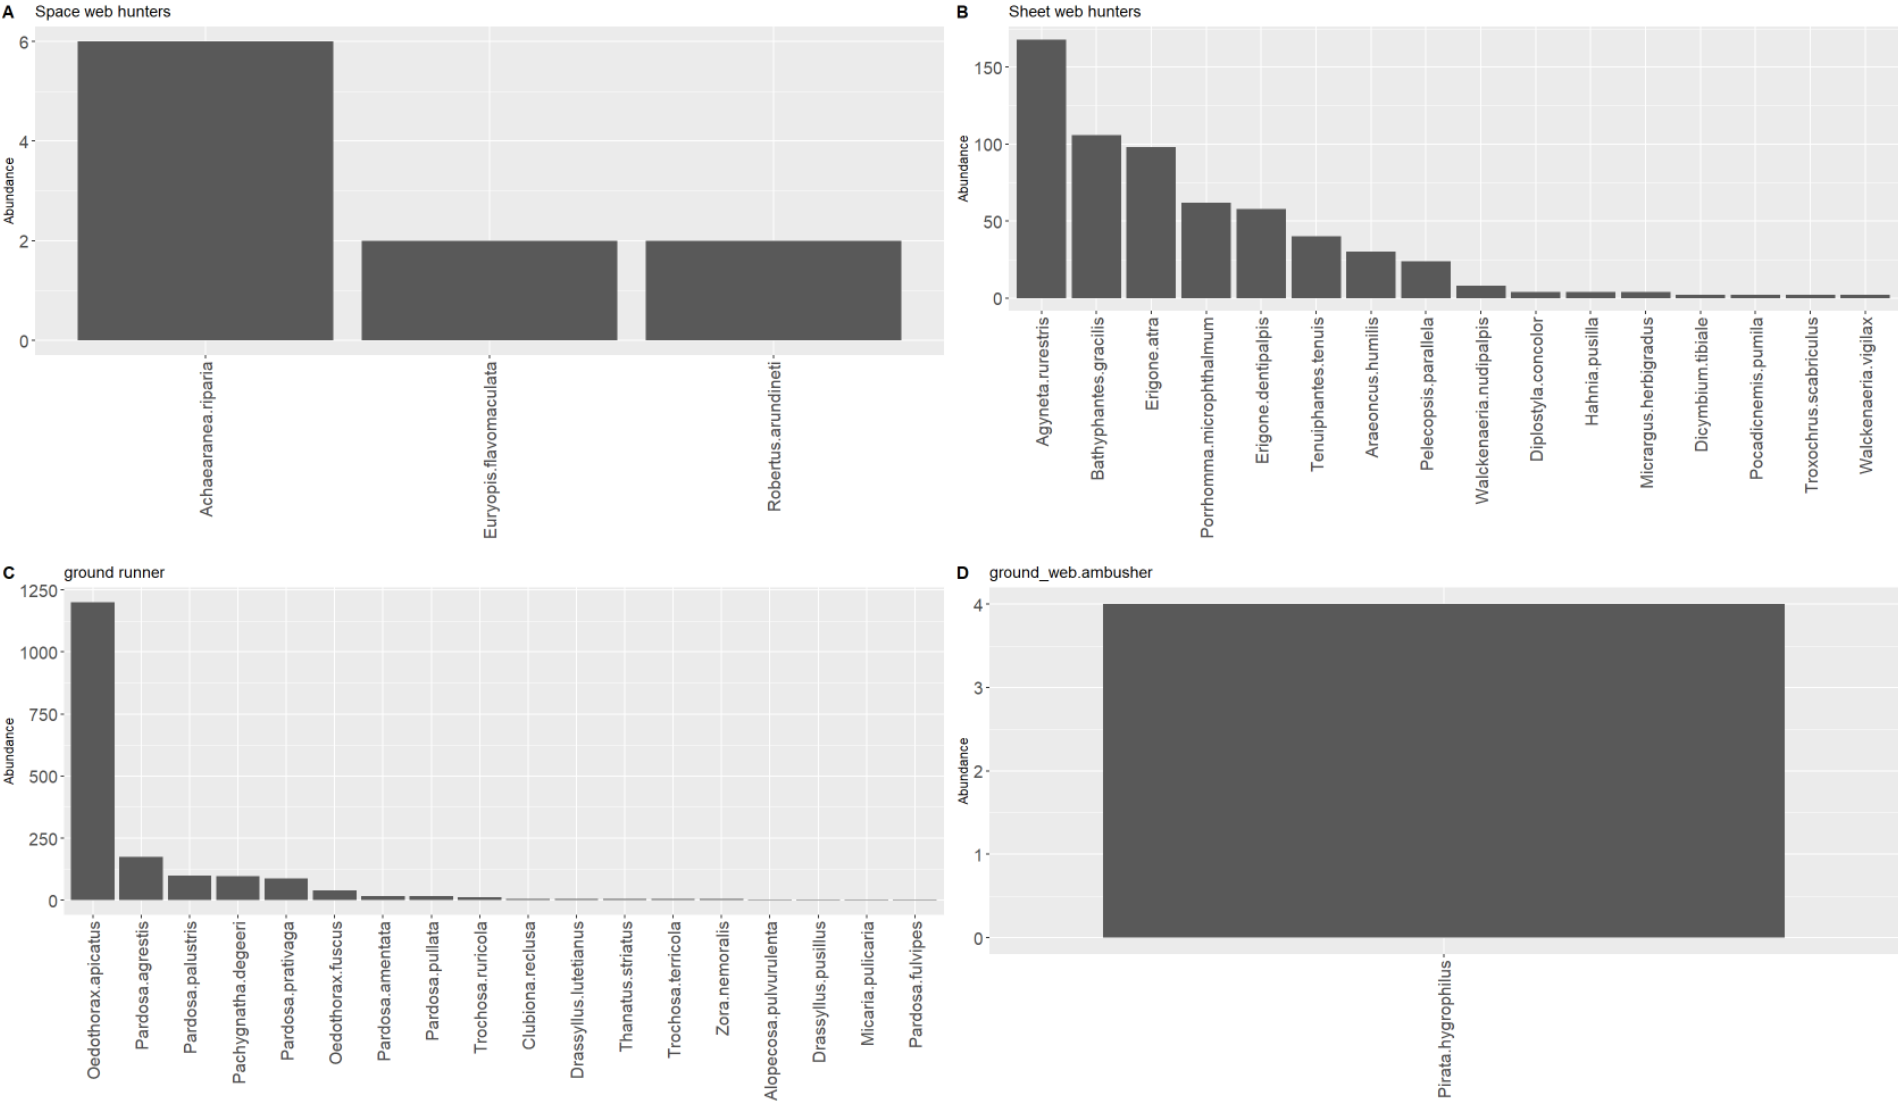 A Space web hunters
6
4
2
0
Abundance
Achaearanea.riparia
Euryopis.flavomaculata
Robertus.arundineti
B Sheet web hunters
150
100
50
0
Abundance
Agyneta.rurestris
Bathyphantes.gracilis
Erigone.atra
Porrhomma.microphthalmum
Erigone.dentipalpis
Tenuiphantes.tenuis
Araeoncus.humilis
Pelecopsis.parallela
Walckenaeria.nudipalpis
Diplostyla.concolor
Hahnia.pusilla
Micrargus.herbigradus
Dicymbium.tibiale
Pocadicnemis.pumila
Troxochrus.scabriculus
Walckenaeria.vigilax
C ground runner
1250
1000
750
500
250
0
Abundance
Oedothorax.apicatus
Pardosa.agrestis
Pardosa.palustris
Pachygnatha.degeeri
Pardosa.prativaga
Oedothorax.fuscus
Pardosa.amentata
Pardosa.pullata
Trochosa.ruricola
Clubiona.reclusa
Drassyllus.lutetianus
Thanatus.striatus
Trochosa.terricola
Zora.nemoralis
Alopecosa.pulvurulenta
Drassyllus.pusillus
Micaria.pulicaria
Pardosa.fulvipes
D ground_web.ambusher
4
3
2
1
0
Abundance
Pirata.hygrophilus